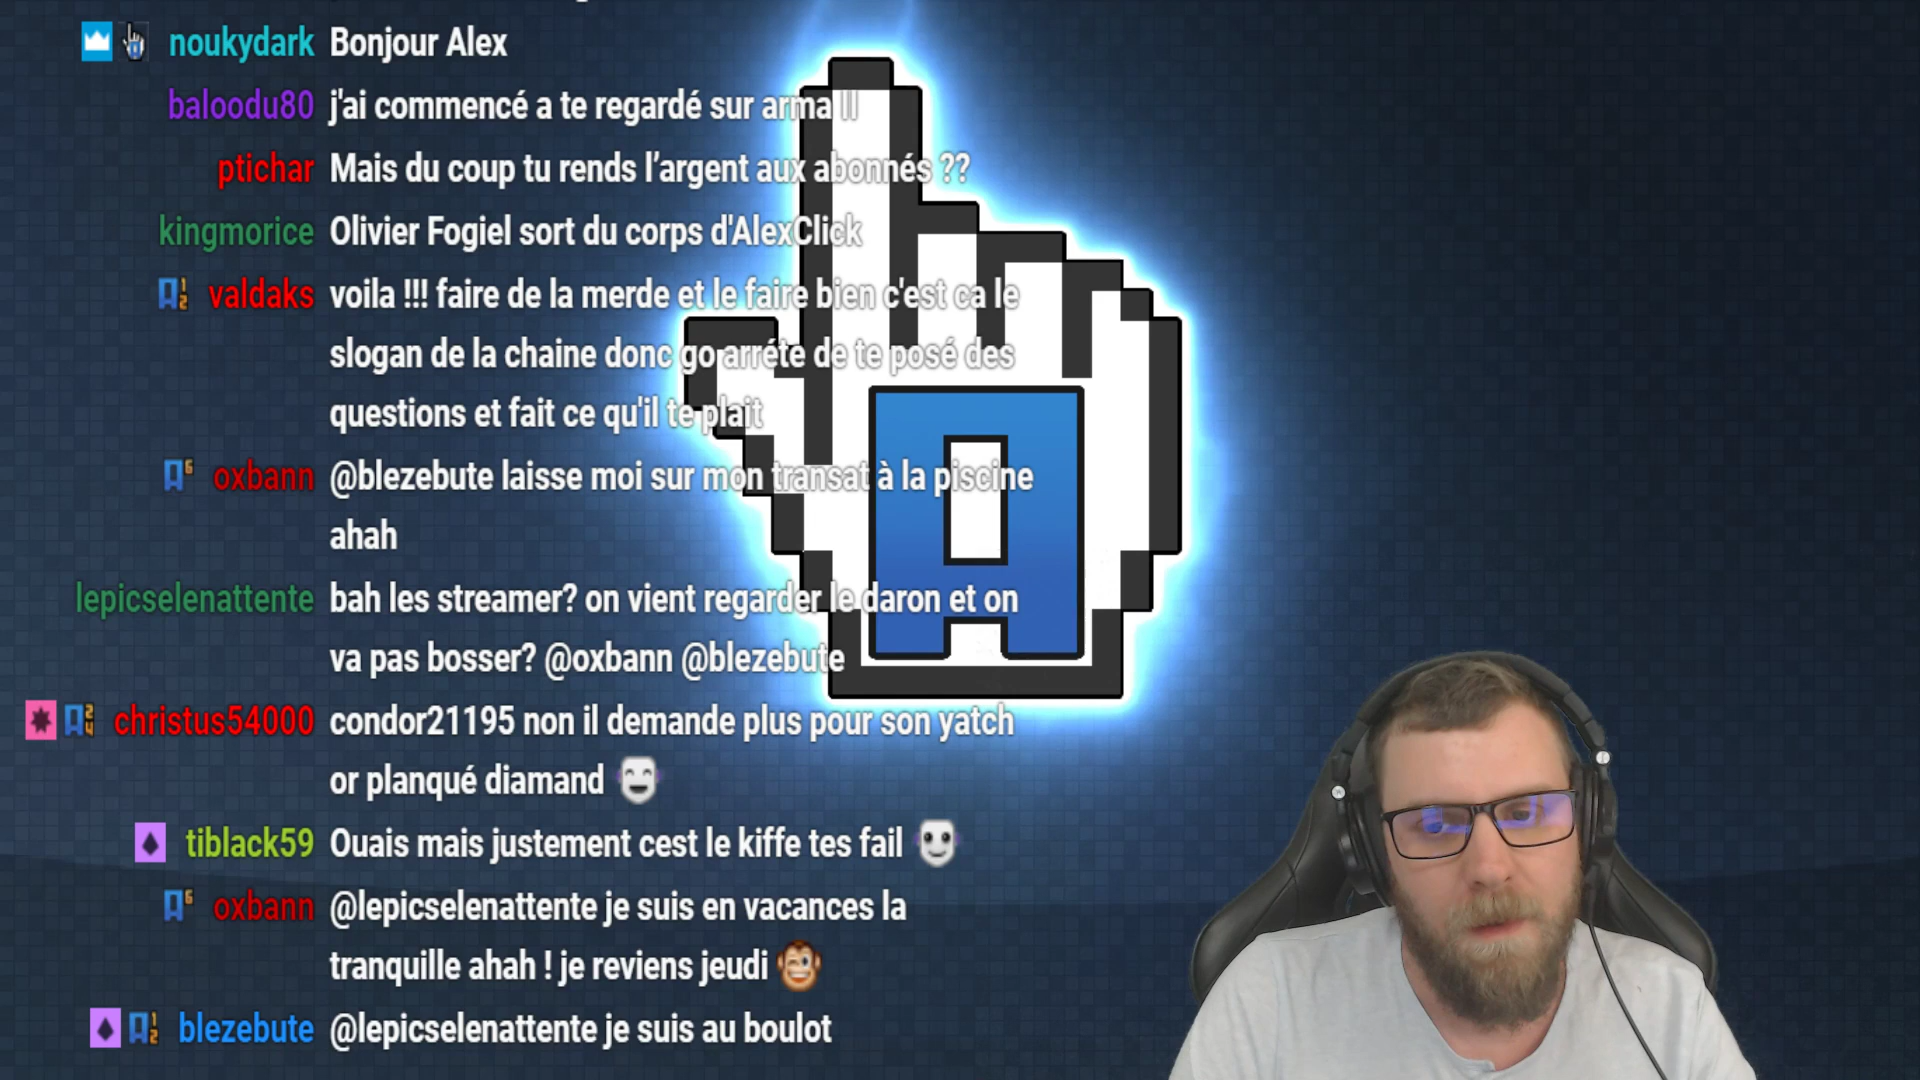 noukydark Bonjour Alex
baloodu80 j'ai commencé a te regardé sur arma II
ptichar Mais du coup tu rends l’argent aux abonnés ??
kingmorice Olivier Fogiel sort du corps d'AlexClick
valdaks voila !!! faire de la merde et le faire bien c'est ca le
slogan de la chaine donc go arréte de te posé des
questions et fait ce qu'il te plait
oxbann @blezebute laisse moi sur mon transat à la piscine
ahah
lepicselenattente bah les streamer? on vient regarder le daron et on
va pas bosser? @oxbann @blezebute
christus54000 condor21195 non il demande plus pour son yatch
or planqué diamand
tiblack59 Ouais mais justement cest le kiffe tes fail
oxbann @lepicselenattente je suis en vacances la
tranquille ahah ! je reviens jeudi
blezebute @lepicselenattente je suis au boulot